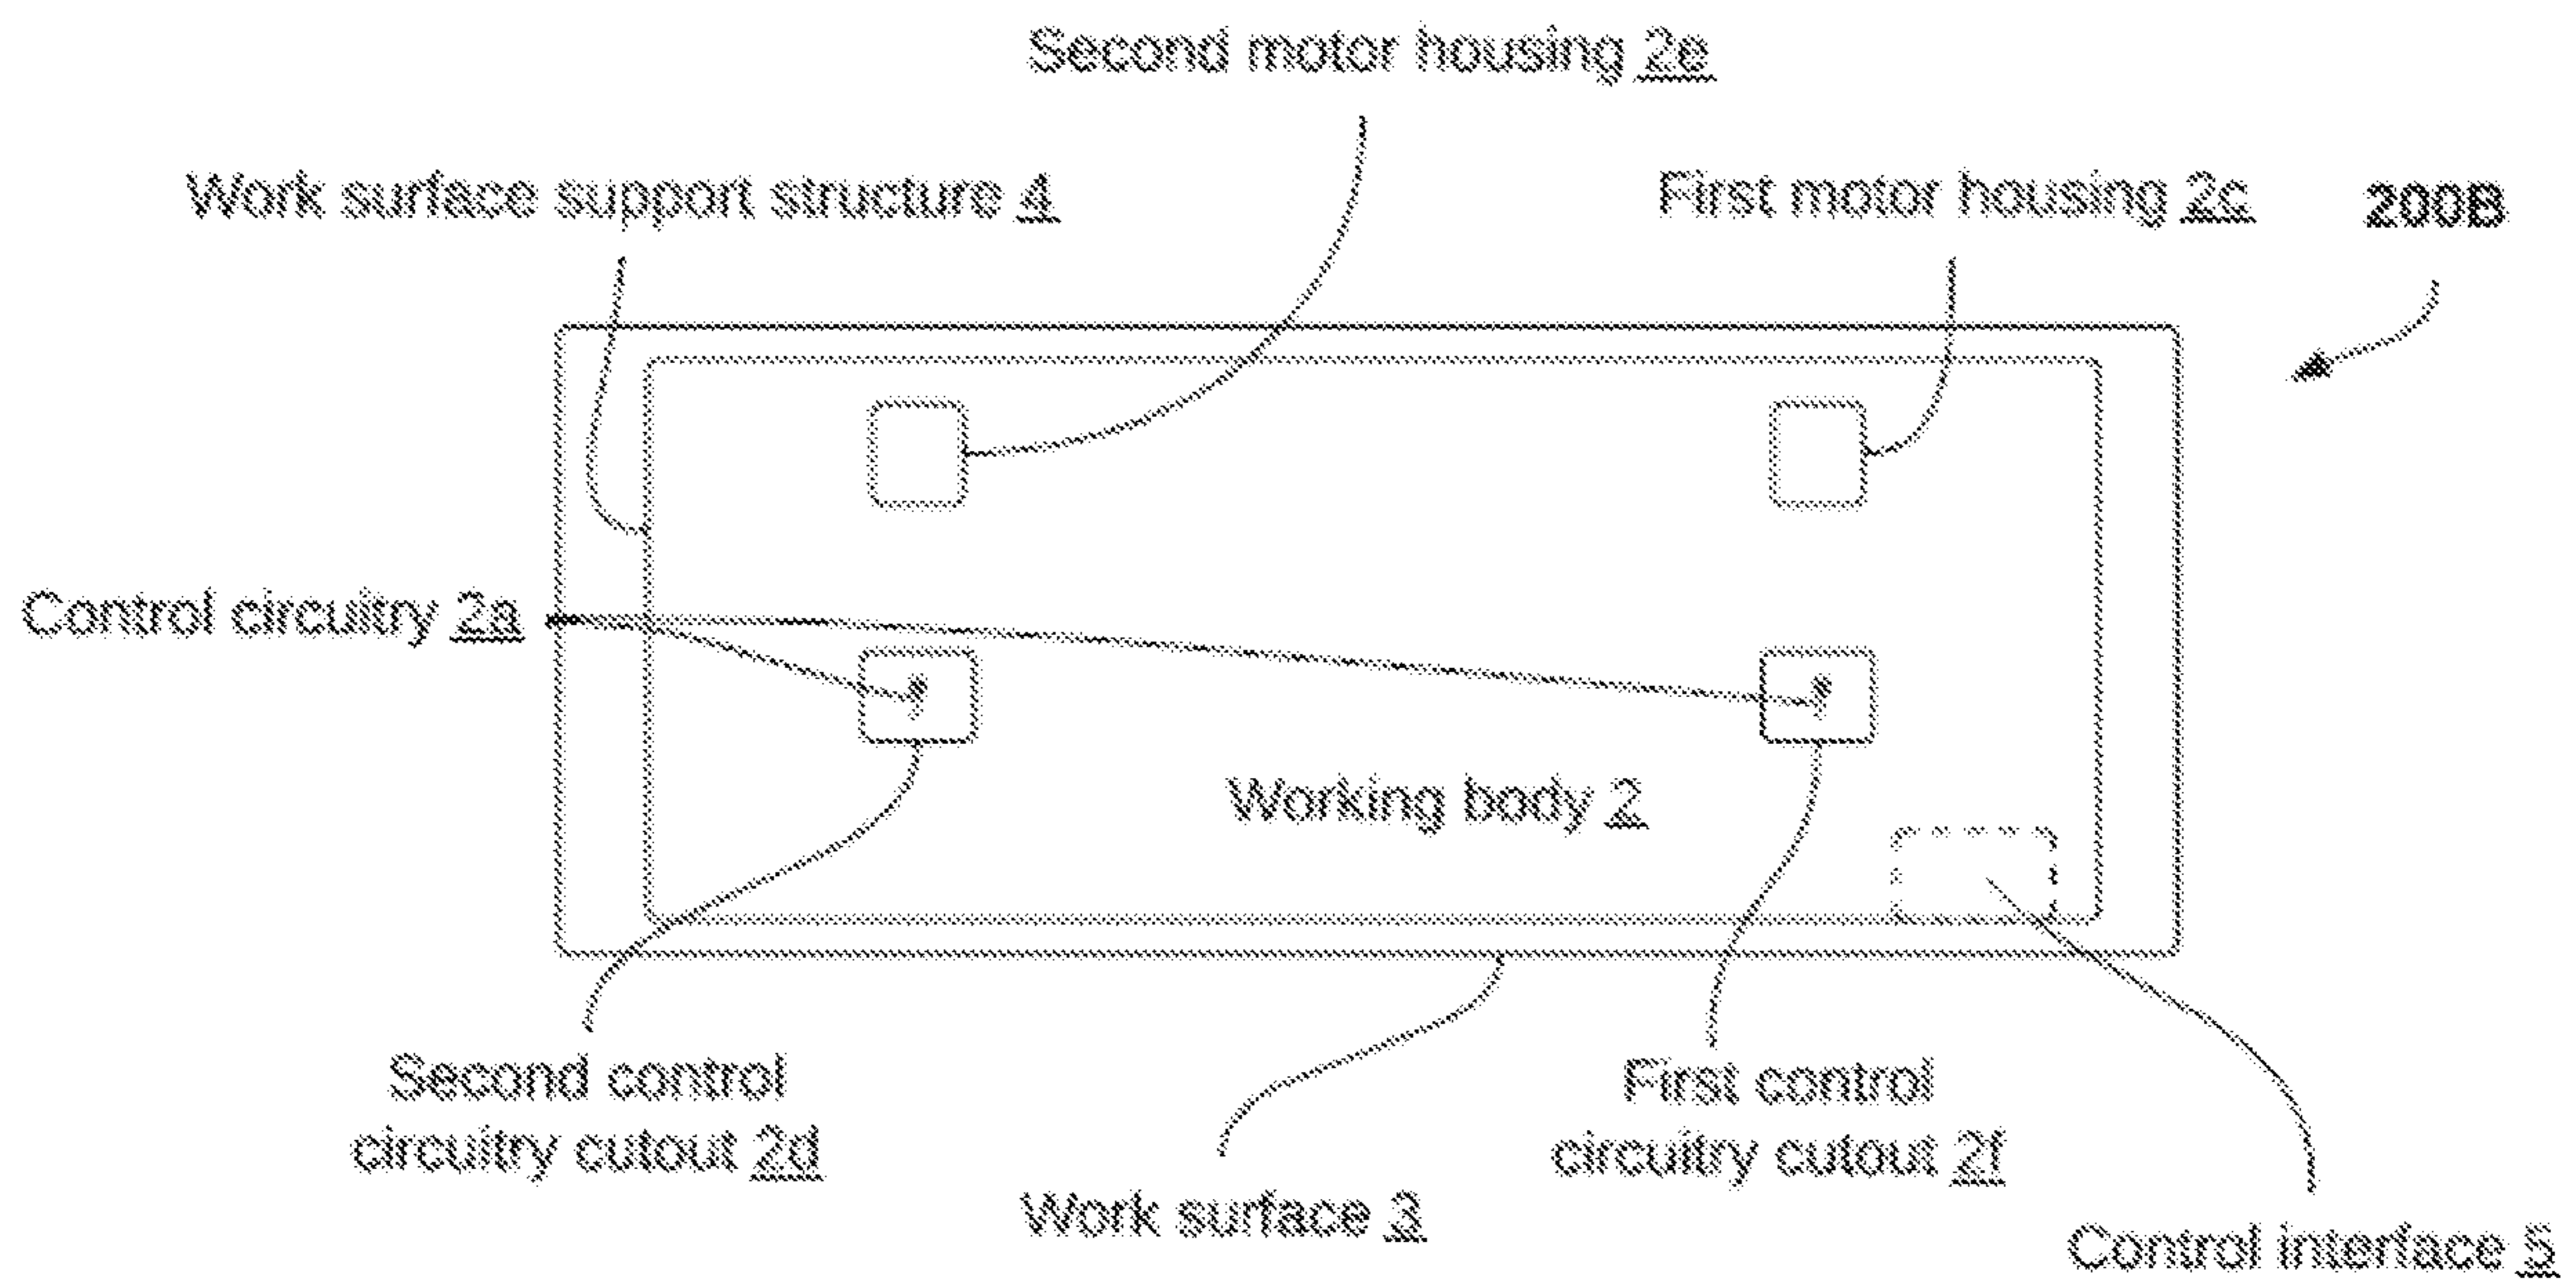 Second motor housing 2e
Work surface support structure 4
First motor housing 2c
200B
Control circuitry 2a
Working body 2
Second control
circuitry cutout 2d
First control
circuitry cutout 2f
Work surface 3
Control interface 5